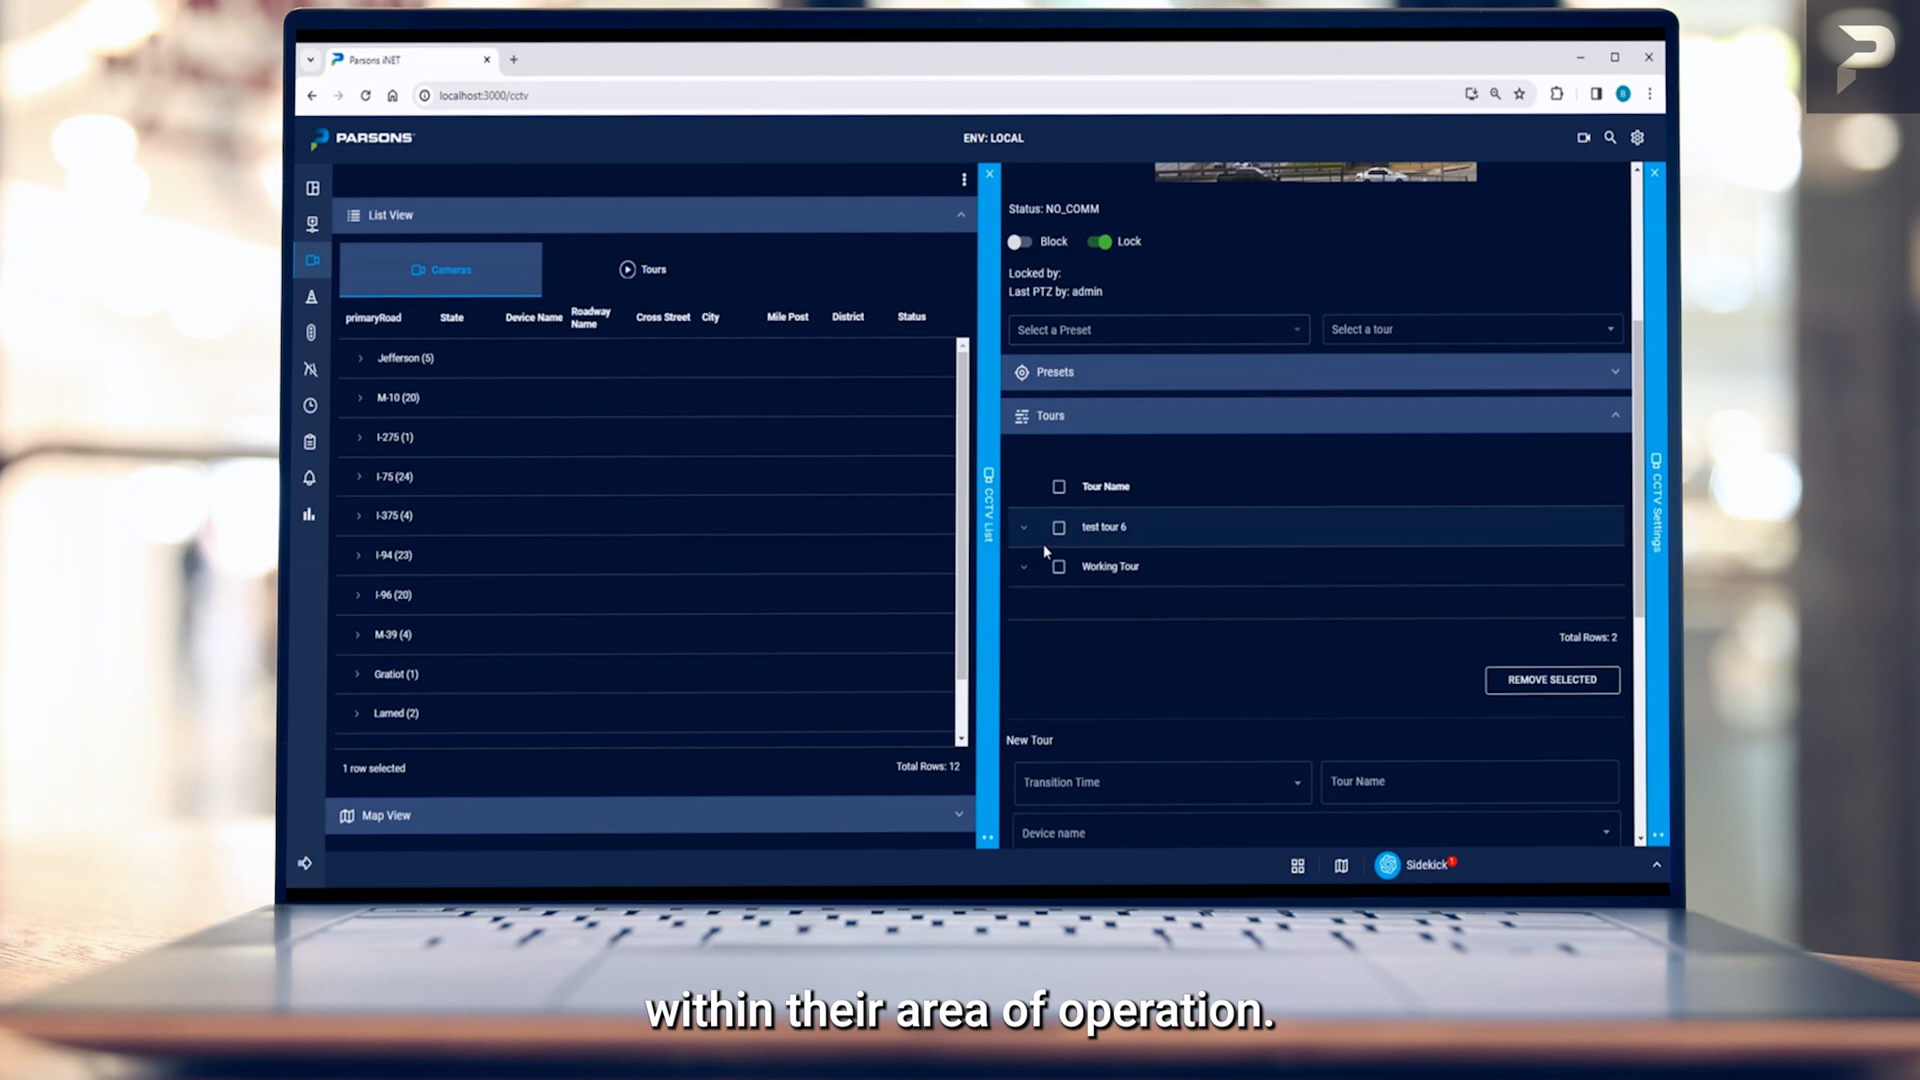 Parsons iNET
localhost:3000/cctv
B
PARSONS
ENV: LOCAL
List View
Cameras
Tours
primaryRoad State Device Name Roadway Name Cross Street City Mile Post District Status
Jefferson (5)
M-10 (20)
I-275 (1)
I-75 (24)
I-375 (4)
I-94 (23)
I-96 (20)
M-39 (4)
Gratiot (1)
Larned (2)
1 row selected
Total Rows: 12
Map View
CCTV List
Status: NO_COMM
Block
Lock
Locked by:
Last PTZ by: admin
Select a Preset
Select a tour
Presets
Tours
Tour Name
test tour 6
Working Tour
Total Rows: 2
REMOVE SELECTED
New Tour
Transition Time
Tour Name
Device name
CCTV Settings
Sidekick
1
within their area of operation.